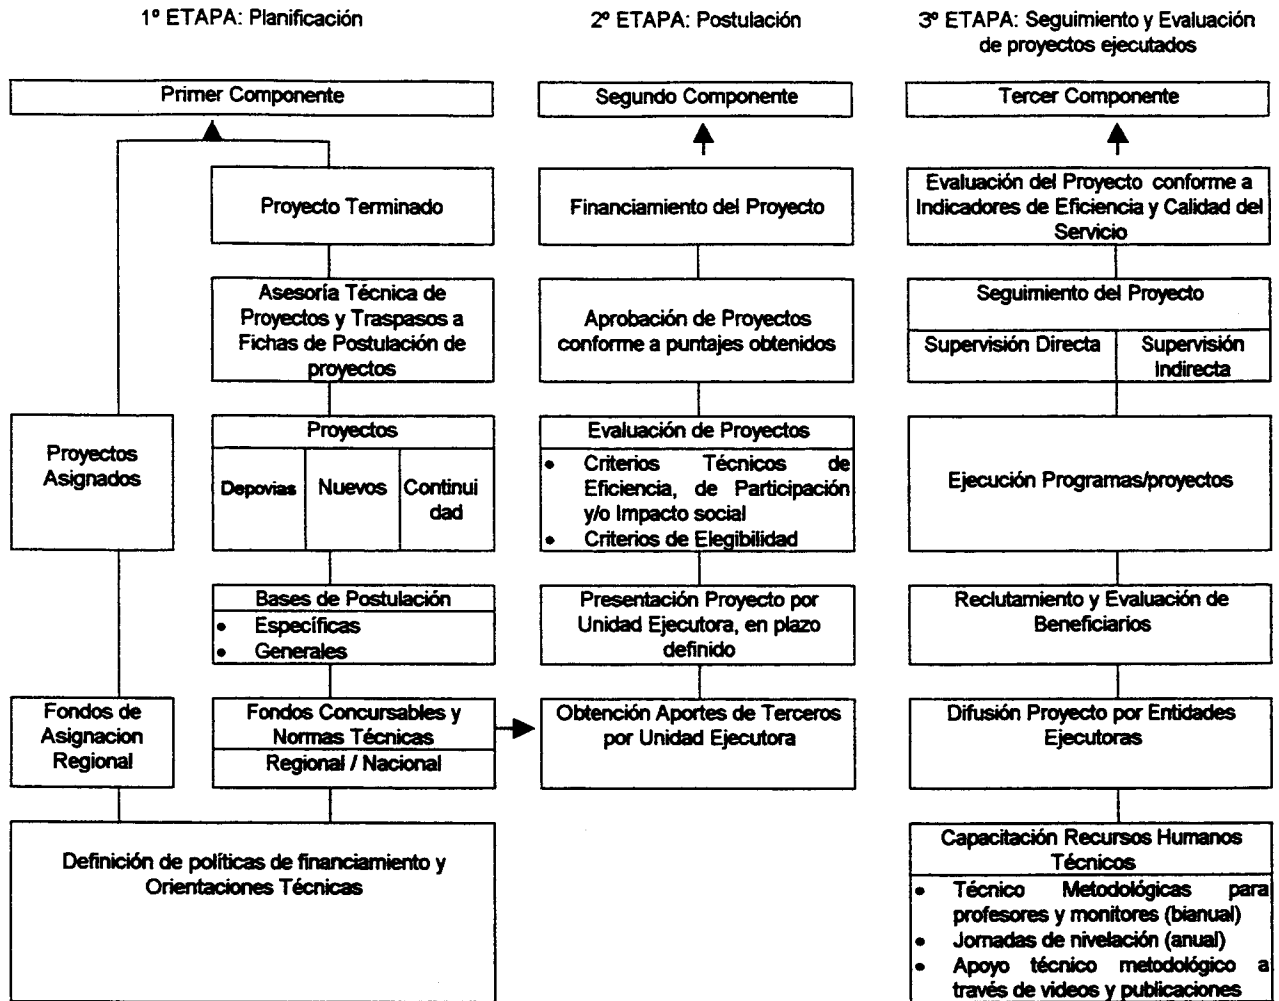 1º ETAPA: Planificación
2º ETAPA: Postulación
3º ETAPA: Seguimiento y Evaluación
de proyectos ejecutados
Primer Componente
Segundo Componente
Tercer Componente
Proyecto Terminado
Financiamiento del Proyecto
Evaluación del Proyecto conforme a
Indicadores de Eficiencia y Calidad del
Servicio
Asesoría Técnica de
Proyectos y Traspasos a
Fichas de Postulación de
proyectos
Aprobación de Proyectos
conforme a puntajes obtenidos
Seguimiento del Proyecto
Supervisión Directa
Supervisión
Indirecta
Proyectos
Asignados
Proyectos
Depovias
Nuevos
Continui
dad
Evaluación de Proyectos
• Criterios Técnicos de
Eficiencia, de Participación
y/o Impacto social
• Criterios de Elegibilidad
Ejecución Programas/proyectos
Bases de Postulación
• Específicas
• Generales
Presentación Proyecto por
Unidad Ejecutora, en plazo
definido
Reclutamiento y Evaluación de
Beneficiarios
Fondos de
Asignacion
Regional
Fondos Concursables y
Normas Técnicas
Regional / Nacional
Obtención Aportes de Terceros
por Unidad Ejecutora
Difusión Proyecto por Entidades
Ejecutoras
Definición de políticas de financiamiento y
Orientaciones Técnicas
Capacitación Recursos Humanos
Técnicos
• Técnico Metodológicas para
profesores y monitores (bianual)
• Jornadas de nivelación (anual)
• Apoyo técnico metodológico a
través de videos y publicaciones